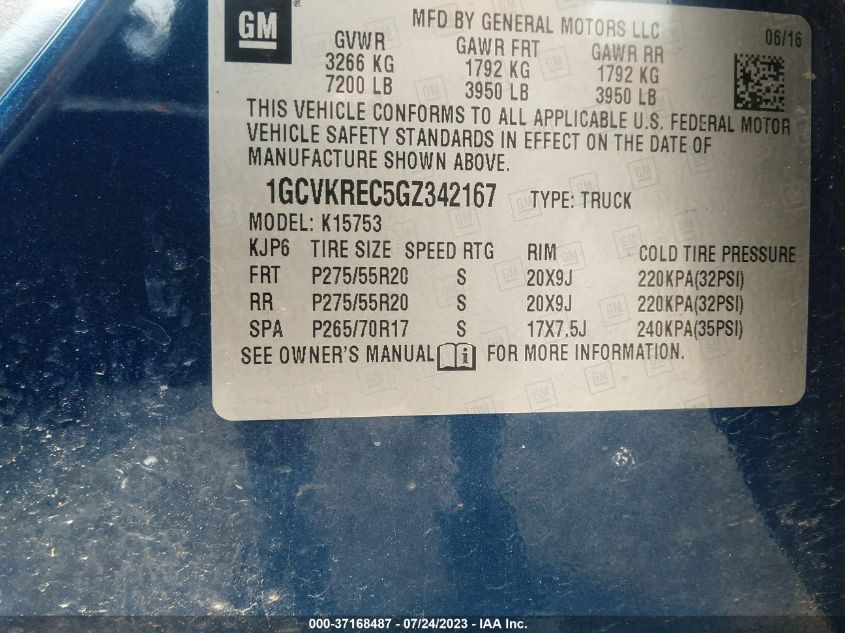 GM ®
MFD BY GENERAL MOTORS LLC
06/16
GVWR GAWR FRT GAWR RR
3266 KG 1792 KG 1792 KG
7200 LB 3950 LB 3950 LB
THIS VEHICLE CONFORMS TO ALL APPLICABLE U.S. FEDERAL MOTOR
VEHICLE SAFETY STANDARDS IN EFFECT ON THE DATE OF
MANUFACTURE SHOWN ABOVE.
1GCVKREC5GZ342167 TYPE: TRUCK
MODEL: K15753
KJP6 TIRE SIZE SPEED RTG RIM COLD TIRE PRESSURE
FRT P275/55R20 S 20X9J 220KPA(32PSI)
RR P275/55R20 S 20X9J 220KPA(32PSI)
SPA P265/70R17 S 17X7.5J 240KPA(35PSI)
SEE OWNER'S MANUAL i FOR MORE INFORMATION.
000-37168487 - 07/24/2023 - IAA Inc.